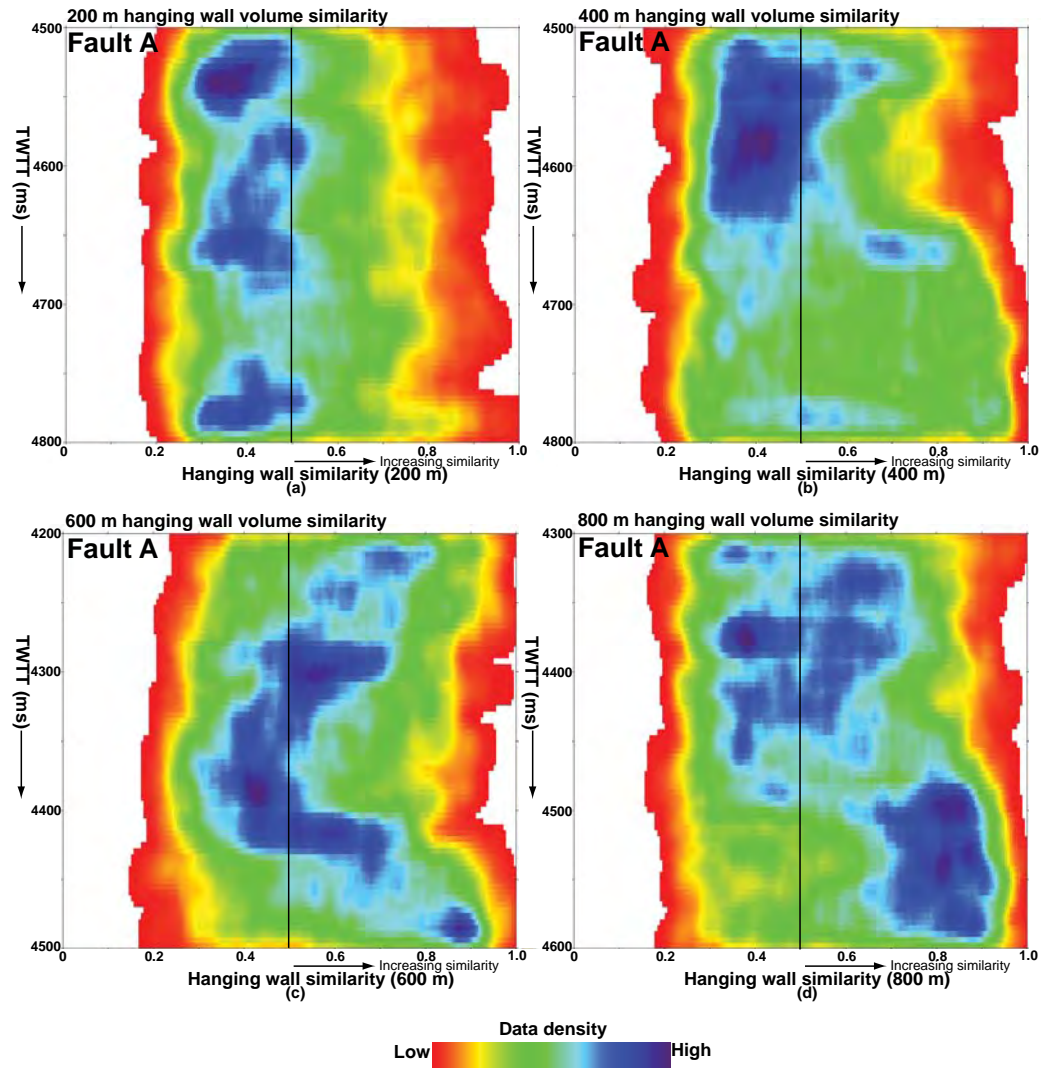 200 m hanging wall volume similarity
Fault A
4500
4600
4700
4800
TWTT (ms)
0
0.2
0.4
0.6
0.8
1.0
Increasing similarity
Hanging wall similarity (200 m)
(a)
400 m hanging wall volume similarity
Fault A
4500
4600
4700
4800
TWTT (ms)
0
0.2
0.4
0.6
0.8
1.0
Increasing similarity
Hanging wall similarity (400 m)
(b)
600 m hanging wall volume similarity
Fault A
4200
4300
4400
4500
TWTT (ms)
0
0.2
0.4
0.6
0.8
1.0
Increasing similarity
Hanging wall similarity (600 m)
(c)
800 m hanging wall volume similarity
Fault A
4300
4400
4500
4600
TWTT (ms)
0
0.2
0.4
0.6
0.8
1.0
Increasing similarity
Hanging wall similarity (800 m)
(d)
Data density
Low
High